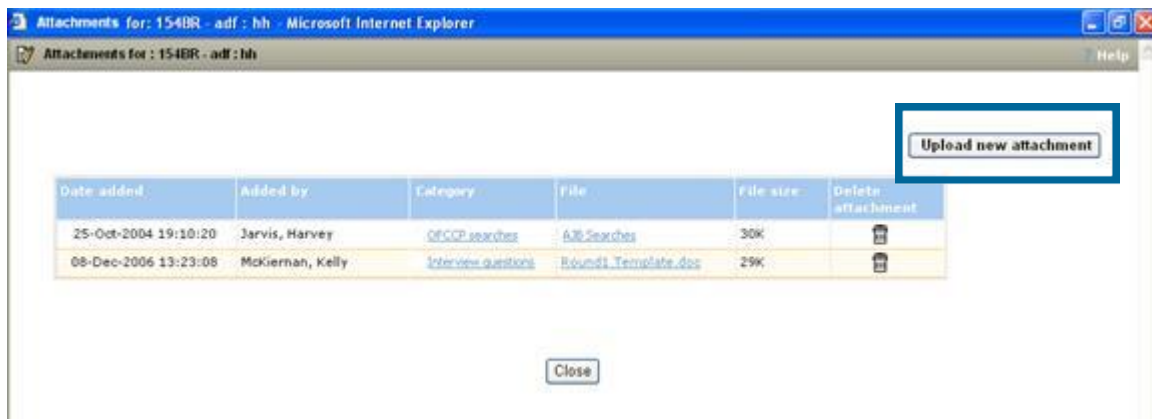 Attachments for: 154BR - adf : hh - Microsoft Internet Explorer
Attachments for : 154BR - adf : hh
Help
Upload new attachment
Date added Added by Category File File size Delete attachment
25-Oct-2004 19:10:20 Jarvis, Harvey OFCCP searches AJB Searches 30K
08-Dec-2006 13:23:08 McKiernan, Kelly Interview questions Round1_Template.doc 29K
Close